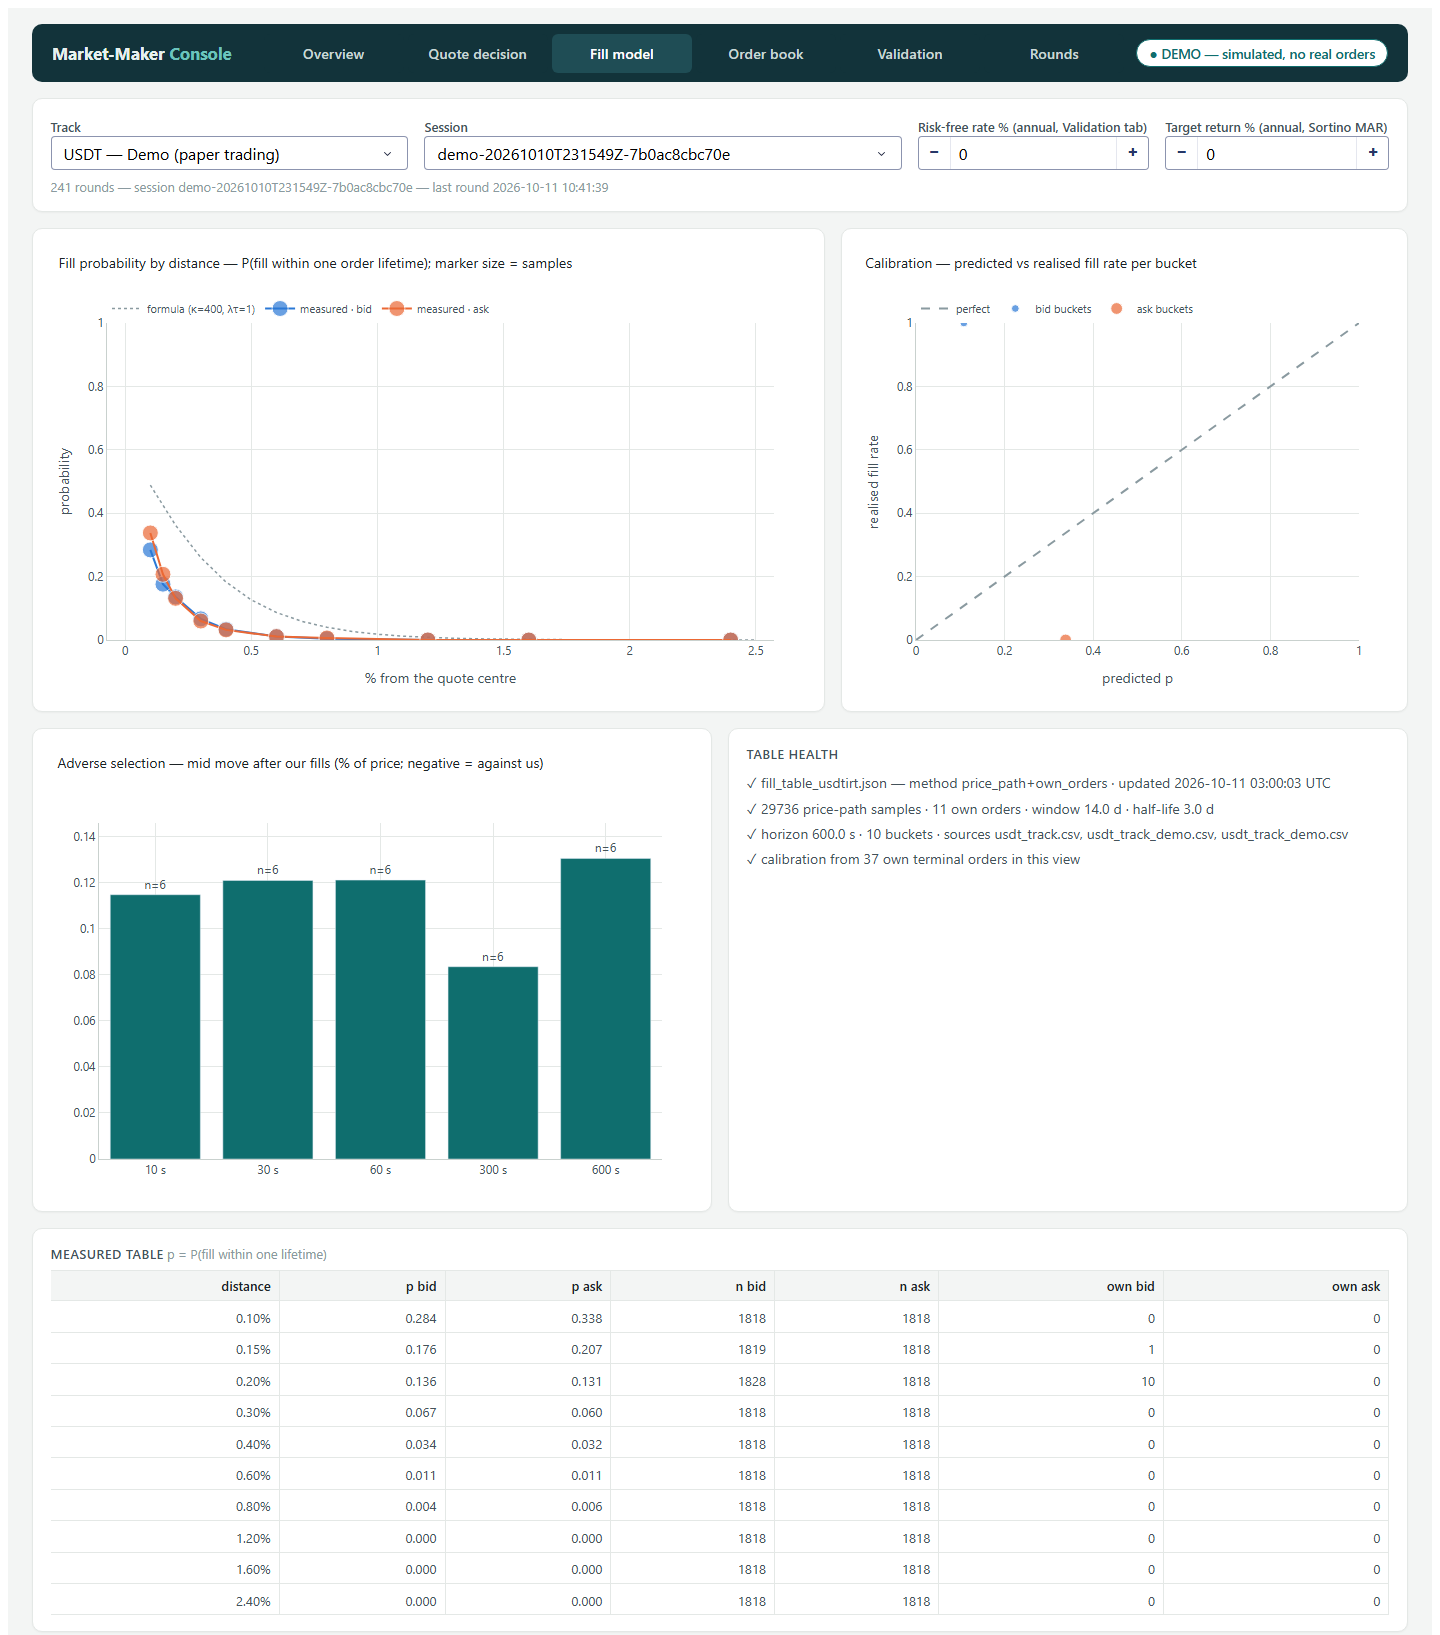 Market-Maker Console Overview Quote decision Fill model Order book Validation Rounds ● DEMO — simulated, no real orders
Track Session Risk-free rate % (annual, Validation tab) Target return % (annual, Sortino MAR)
USDT — Demo (paper trading) demo-20261010T231549Z-7b0ac8cbc70e − 0 + − 0 +
241 rounds — session demo-20261010T231549Z-7b0ac8cbc70e — last round 2026-10-11 10:41:39
Fill probability by distance — P(fill within one order lifetime); marker size = samples
formula (κ=400, λτ=1) measured · bid measured · ask
1
0.8
0.6
0.4
0.2
0
probability
0 0.5 1 1.5 2 2.5
% from the quote centre
Calibration — predicted vs realised fill rate per bucket
perfect bid buckets ask buckets
1
0.8
0.6
0.4
0.2
0
realised fill rate
0 0.2 0.4 0.6 0.8 1
predicted p
Adverse selection — mid move after our fills (% of price; negative = against us)
0.14
0.12
0.1
0.08
0.06
0.04
0.02
0
n=6 n=6 n=6 n=6 n=6
10 s 30 s 60 s 300 s 600 s
TABLE HEALTH
✓ fill_table_usdtirt.json — method price_path+own_orders · updated 2026-10-11 03:00:03 UTC
✓ 29736 price-path samples · 11 own orders · window 14.0 d · half-life 3.0 d
✓ horizon 600.0 s · 10 buckets · sources usdt_track.csv, usdt_track_demo.csv, usdt_track_demo.csv
✓ calibration from 37 own terminal orders in this view
MEASURED TABLE p = P(fill within one lifetime)
distance p bid p ask n bid n ask own bid own ask
0.10% 0.284 0.338 1818 1818 0 0
0.15% 0.176 0.207 1819 1818 1 0
0.20% 0.136 0.131 1828 1818 10 0
0.30% 0.067 0.060 1818 1818 0 0
0.40% 0.034 0.032 1818 1818 0 0
0.60% 0.011 0.011 1818 1818 0 0
0.80% 0.004 0.006 1818 1818 0 0
1.20% 0.000 0.000 1818 1818 0 0
1.60% 0.000 0.000 1818 1818 0 0
2.40% 0.000 0.000 1818 1818 0 0